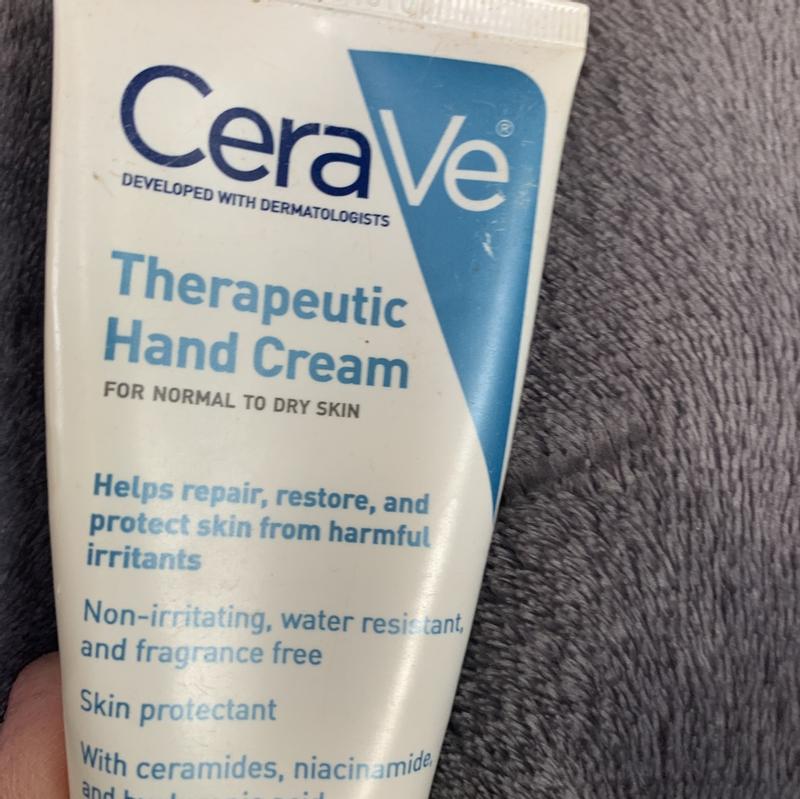 CeraVe®
DEVELOPED WITH DERMATOLOGISTS
Therapeutic
Hand Cream
FOR NORMAL TO DRY SKIN
Helps repair, restore, and
protect skin from harmful
irritants
Non-irritating, water resistant,
and fragrance free
Skin protectant
With ceramides, niacinamide,
and